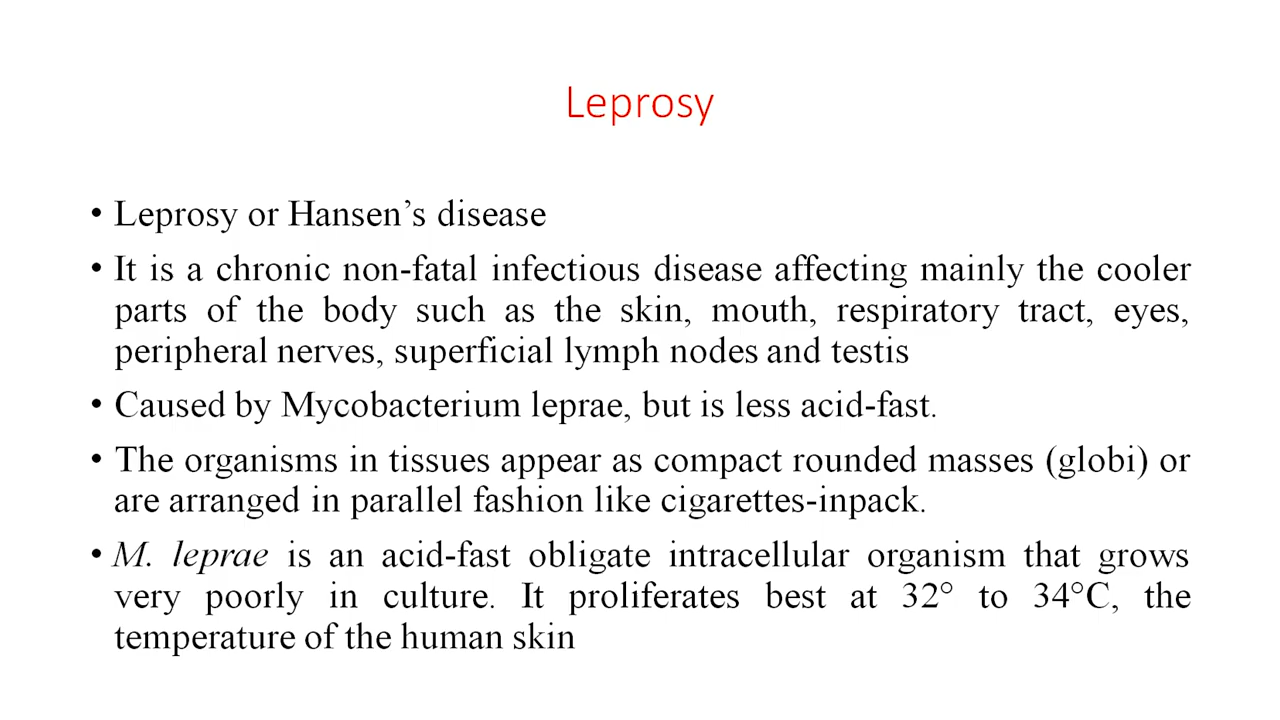 Leprosy
• Leprosy or Hansen’s disease
• It is a chronic non-fatal infectious disease affecting mainly the cooler
parts of the body such as the skin, mouth, respiratory tract, eyes,
peripheral nerves, superficial lymph nodes and testis
• Caused by Mycobacterium leprae, but is less acid-fast.
• The organisms in tissues appear as compact rounded masses (globi) or
are arranged in parallel fashion like cigarettes-inpack.
• M. leprae is an acid-fast obligate intracellular organism that grows
very poorly in culture. It proliferates best at 32° to 34°C, the
temperature of the human skin